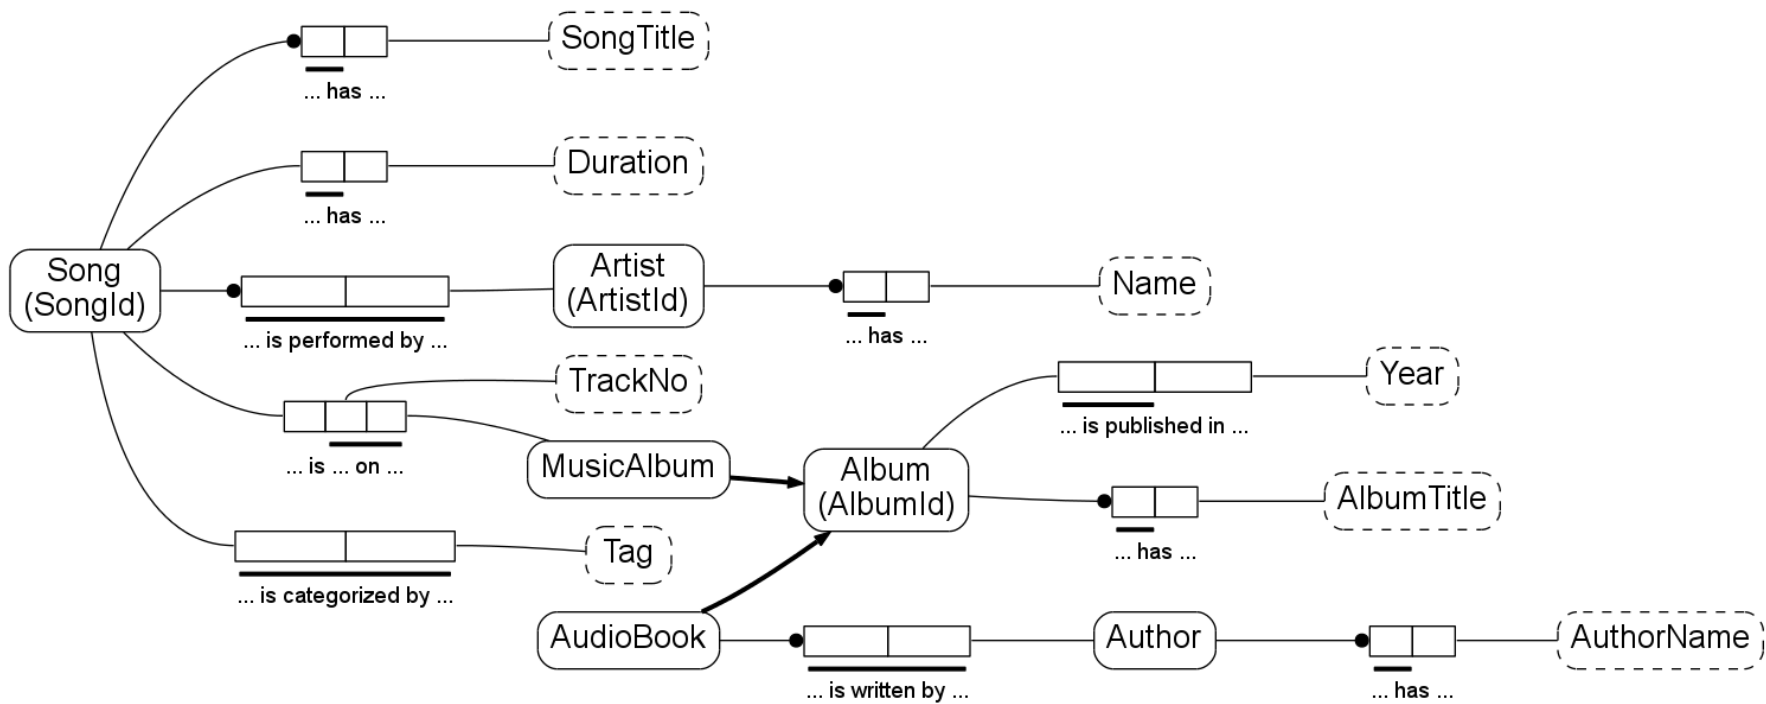 SongTitle
... has ...
Duration
... has ...
Song
(SongId)
... is performed by ...
Artist
(ArtistId)
... has ...
Name
TrackNo
... is ... on ...
MusicAlbum
Album
(AlbumId)
... is published in ...
Year
... has ...
AlbumTitle
... is categorized by ...
Tag
AudioBook
... is written by ...
Author
... has ...
AuthorName